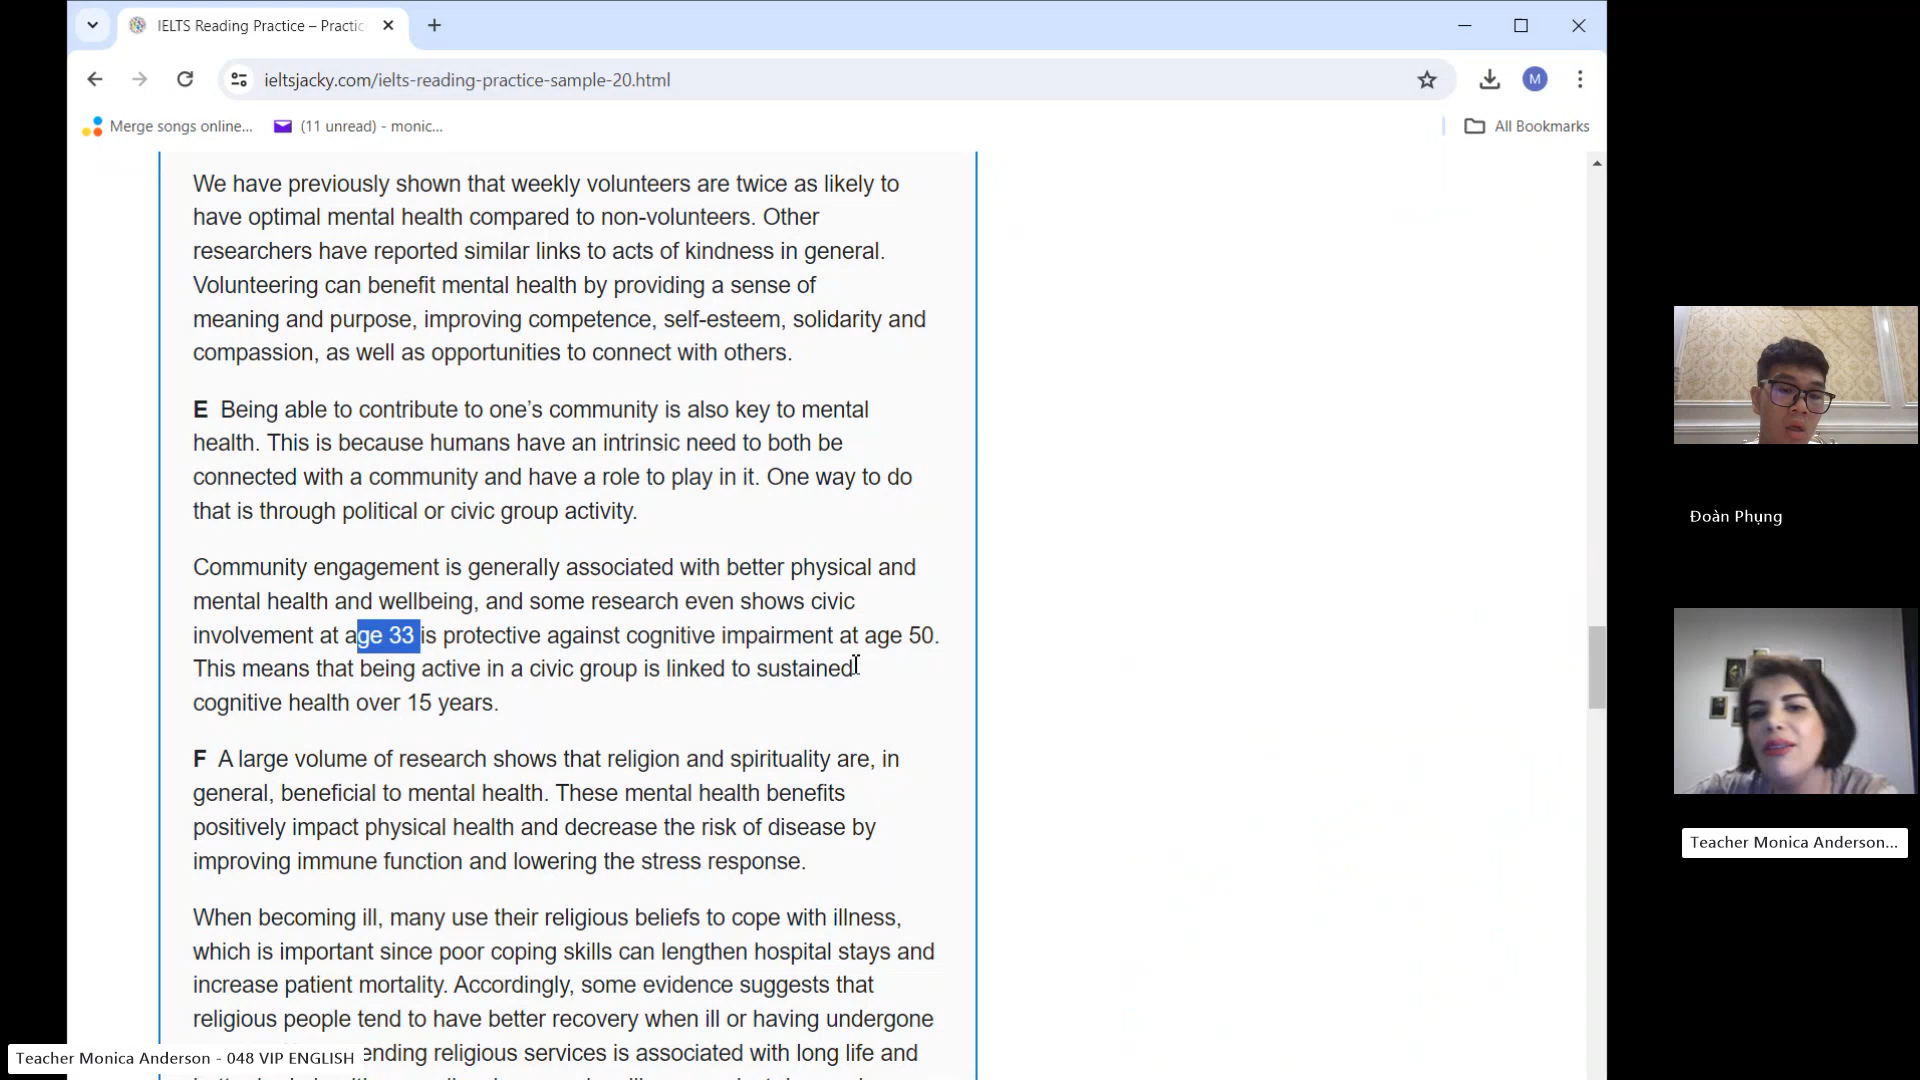 IELTS Reading Practice – Practic
ieltsjacky.com/ielts-reading-practice-sample-20.html
M
Merge songs online...
(11 unread) - monic...
All Bookmarks
We have previously shown that weekly volunteers are twice as likely to
have optimal mental health compared to non-volunteers. Other
researchers have reported similar links to acts of kindness in general.
Volunteering can benefit mental health by providing a sense of
meaning and purpose, improving competence, self-esteem, solidarity and
compassion, as well as opportunities to connect with others.
E Being able to contribute to one’s community is also key to mental
health. This is because humans have an intrinsic need to both be
connected with a community and have a role to play in it. One way to do
that is through political or civic group activity.
Community engagement is generally associated with better physical and
mental health and wellbeing, and some research even shows civic
involvement at age 33 is protective against cognitive impairment at age 50.
This means that being active in a civic group is linked to sustained
cognitive health over 15 years.
F A large volume of research shows that religion and spirituality are, in
general, beneficial to mental health. These mental health benefits
positively impact physical health and decrease the risk of disease by
improving immune function and lowering the stress response.
When becoming ill, many use their religious beliefs to cope with illness,
which is important since poor coping skills can lengthen hospital stays and
increase patient mortality. Accordingly, some evidence suggests that
religious people tend to have better recovery when ill or having undergone
ending religious services is associated with long life and
Đoàn Phụng
Teacher Monica Anderson...
Teacher Monica Anderson - 048 VIP ENGLISH